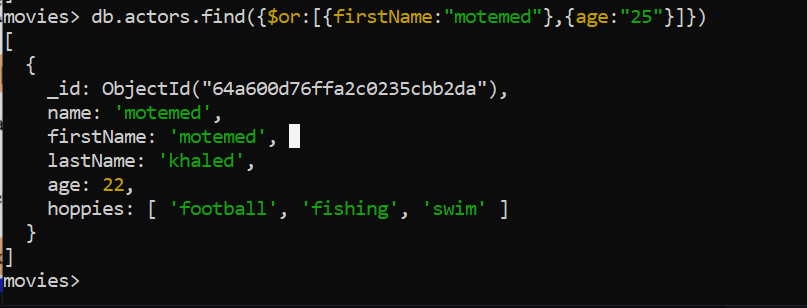 movies> db.actors.find({$or:[{firstName:"motemed"},{age:"25"}]})
[
  {
    _id: ObjectId("64a600d76ffa2c0235cbb2da"),
    name: 'motemed',
    firstName: 'motemed',
    lastName: 'khaled',
    age: 22,
    hoppies: [ 'football', 'fishing', 'swim' ]
  }
]
movies>